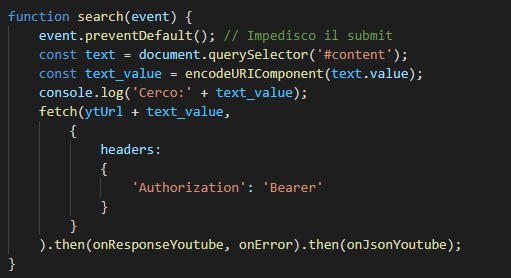 function search(event) {
    event.preventDefault(); // Impedisco il submit
    const text = document.querySelector('#content');
    const text_value = encodeURIComponent(text.value);
    console.log('Cerco:' + text_value);
    fetch(ytUrl + text_value,
        {
            headers:
            {
                'Authorization': 'Bearer'
            }
        }
    ).then(onResponseYoutube, onError).then(onJsonYoutube);
}